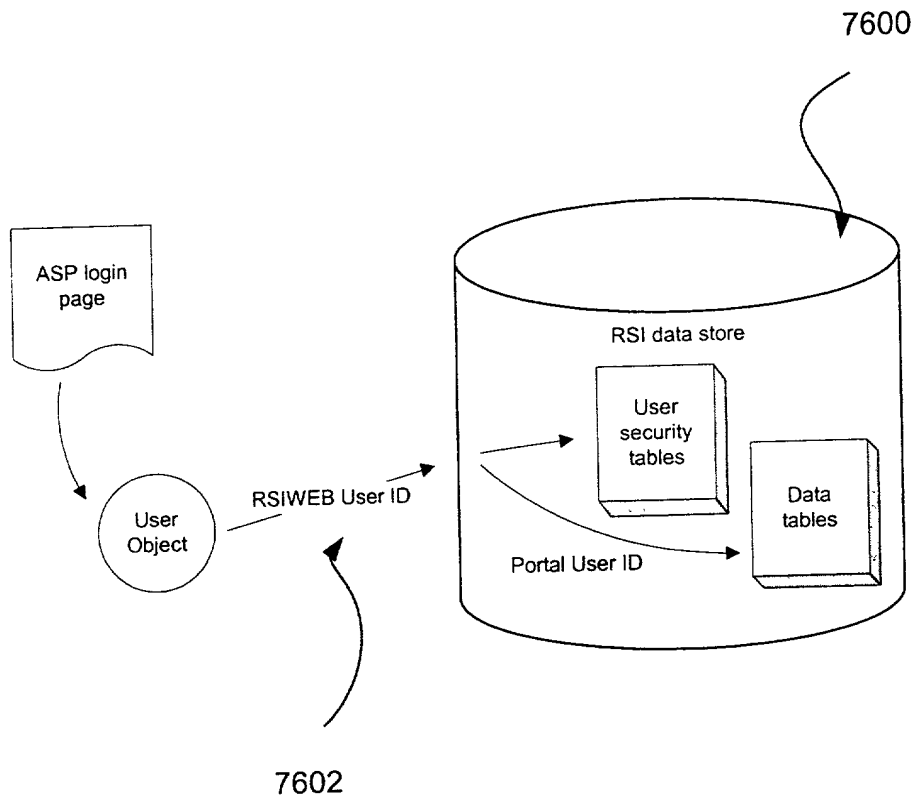 7600
ASP login
page
RSI data store
User
security
tables
RSIWEB User ID
User
Object
Data
tables
Portal User ID
7602